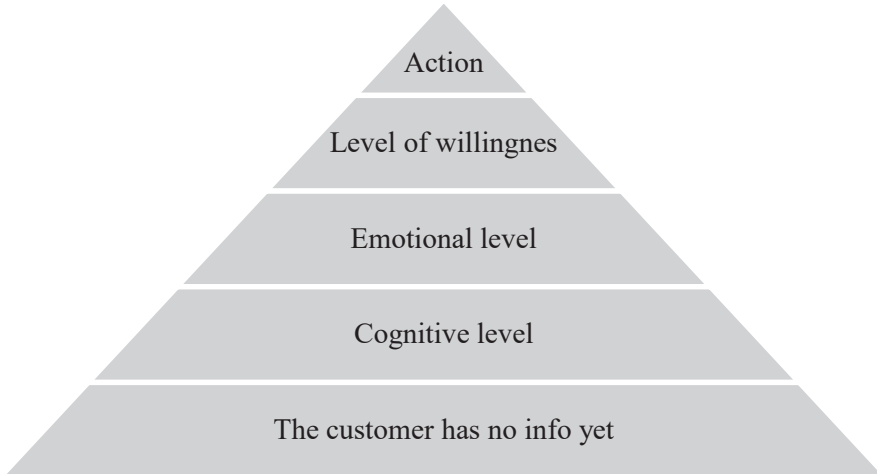 Action
Level of willingnes
Emotional level
Cognitive level
The customer has no info yet